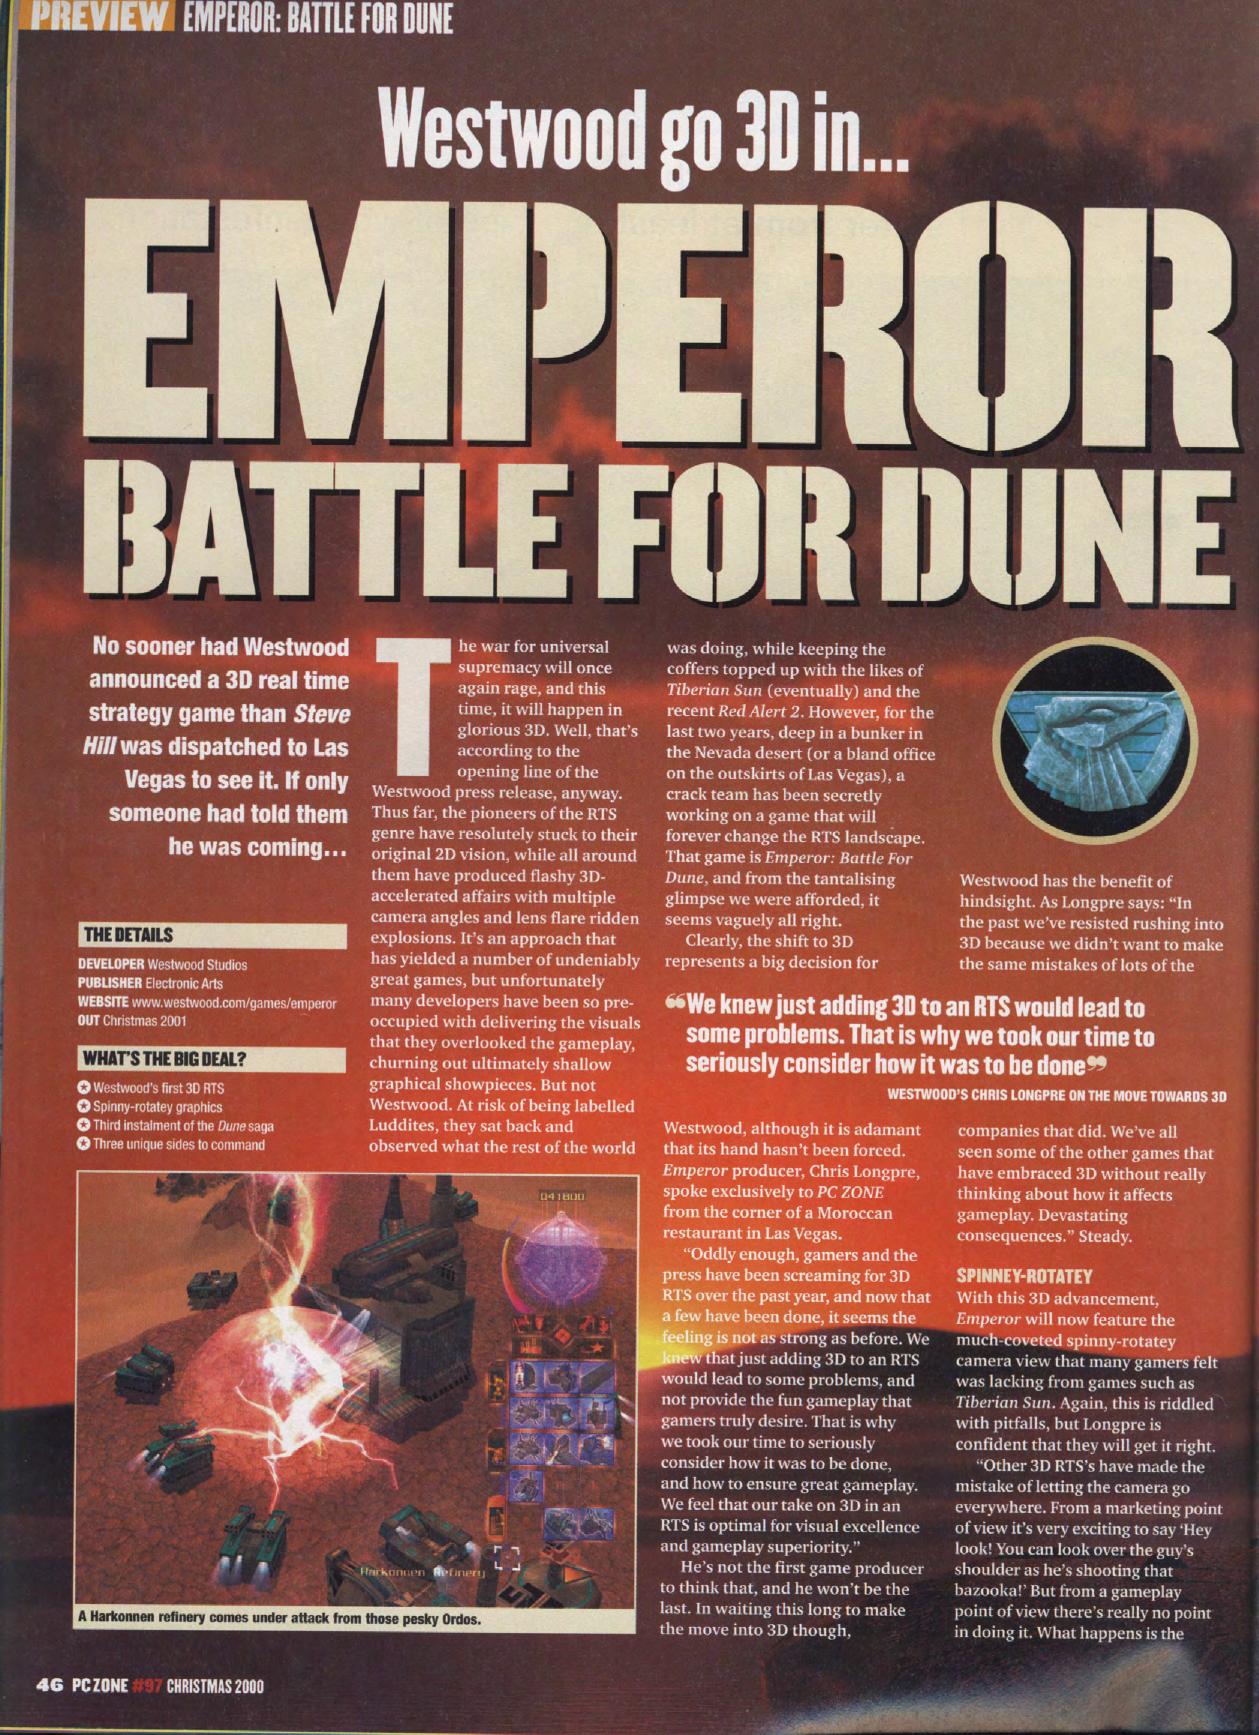 PREVIEW EMPEROR: BATTLE FOR DUNE
Westwood go 3D in...
EMPEROR
BATTLE FOR DUNE
No sooner had Westwood
announced a 3D real time
strategy game than Steve
Hill was dispatched to Las
Vegas to see it. If only
someone had told them
he was coming...
THE DETAILS
DEVELOPER Westwood Studios
PUBLISHER Electronic Arts
WEBSITE www.westwood.com/games/emperor
OUT Christmas 2001
WHAT'S THE BIG DEAL?
Westwood's first 3D RTS
Spinny-rotatey graphics
Third instalment of the Dune saga
Three unique sides to command
The war for universal
supremacy will once
again rage, and this
time, it will happen in
glorious 3D. Well, that's
according to the
opening line of the
Westwood press release, anyway.
Thus far, the pioneers of the RTS
genre have resolutely stuck to their
original 2D vision, while all around
them have produced flashy 3D-
accelerated affairs with multiple
camera angles and lens flare ridden
explosions. It's an approach that
has yielded a number of undeniably
great games, but unfortunately
many developers have been so pre-
occupied with delivering the visuals
that they overlooked the gameplay,
churning out ultimately shallow
graphical showpieces. But not
Westwood. At risk of being labelled
Luddites, they sat back and
observed what the rest of the world
was doing, while keeping the
coffers topped up with the likes of
Tiberian Sun (eventually) and the
recent Red Alert 2. However, for the
last two years, deep in a bunker in
the Nevada desert (or a bland office
on the outskirts of Las Vegas), a
crack team has been secretly
working on a game that will
forever change the RTS landscape.
That game is Emperor: Battle For
Dune, and from the tantalising
glimpse we were afforded, it
seems vaguely all right.
Clearly, the shift to 3D
represents a big decision for
Westwood, although it is adamant
that its hand hasn't been forced.
Emperor producer, Chris Longpre,
spoke exclusively to PC ZONE
from the corner of a Moroccan
restaurant in Las Vegas.
"Oddly enough, gamers and the
press have been screaming for 3D
RTS over the past year, and now that
a few have been done, it seems the
feeling is not as strong as before. We
knew that just adding 3D to an RTS
would lead to some problems, and
not provide the fun gameplay that
gamers truly desire. That is why
we took our time to seriously
consider how it was to be done,
and how to ensure great gameplay.
We feel that our take on 3D in an
RTS is optimal for visual excellence
and gameplay superiority."
He's not the first game producer
to think that, and he won't be the
last. In waiting this long to make
the move into 3D though,
Westwood has the benefit of
hindsight. As Longpre says: "In
the past we've resisted rushing into
3D because we didn't want to make
the same mistakes of lots of the
companies that did. We've all
seen some of the other games that
have embraced 3D without really
thinking about how it affects
gameplay. Devastating
consequences." Steady.
SPINNEY-ROTATEY
With this 3D advancement,
Emperor will now feature the
much-coveted spinny-rotatey
camera view that many gamers felt
was lacking from games such as
Tiberian Sun. Again, this is riddled
with pitfalls, but Longpre is
confident that they will get it right.
"Other 3D RTS's have made the
mistake of letting the camera go
everywhere. From a marketing point
of view it's very exciting to say 'Hey
look! You can look over the guy's
shoulder as he's shooting that
bazooka!' But from a gameplay
point of view there's really no point
in doing it. What happens is the
"We knew just adding 3D to an RTS would lead to
some problems. That is why we took our time to
seriously consider how it was to be done"
WESTWOOD'S CHRIS LONGPRE ON THE MOVE TOWARDS 3D
041800
Harkonnen Refinery
A Harkonnen refinery comes under attack from those pesky Ordos.
46 PCZONE #97 CHRISTMAS 2000